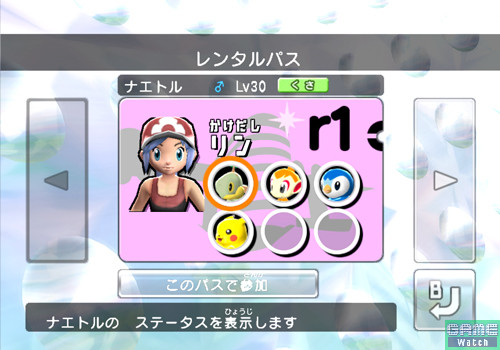 レンタルパス
ナエトル ♂ Lv30 くさ
かけだし
リン
r1
このパスで参加
さんか
B
ひょうじ
ナエトルの ステータスを表示します
GAME
Watch